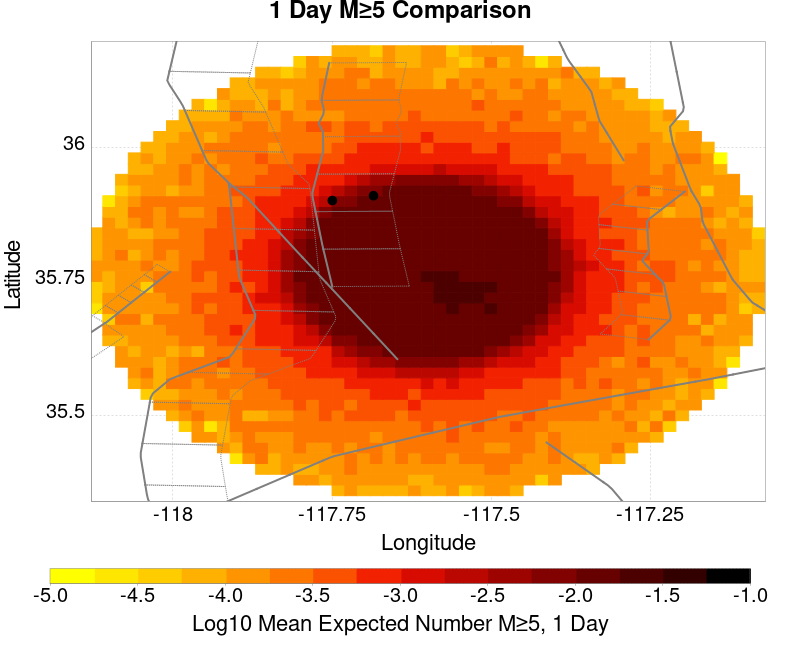 1 Day M≥5 Comparison
Latitude
36
35.75
35.5
-118 -117.75 -117.5 -117.25
Longitude
-5.0 -4.5 -4.0 -3.5 -3.0 -2.5 -2.0 -1.5 -1.0
Log10 Mean Expected Number M≥5, 1 Day